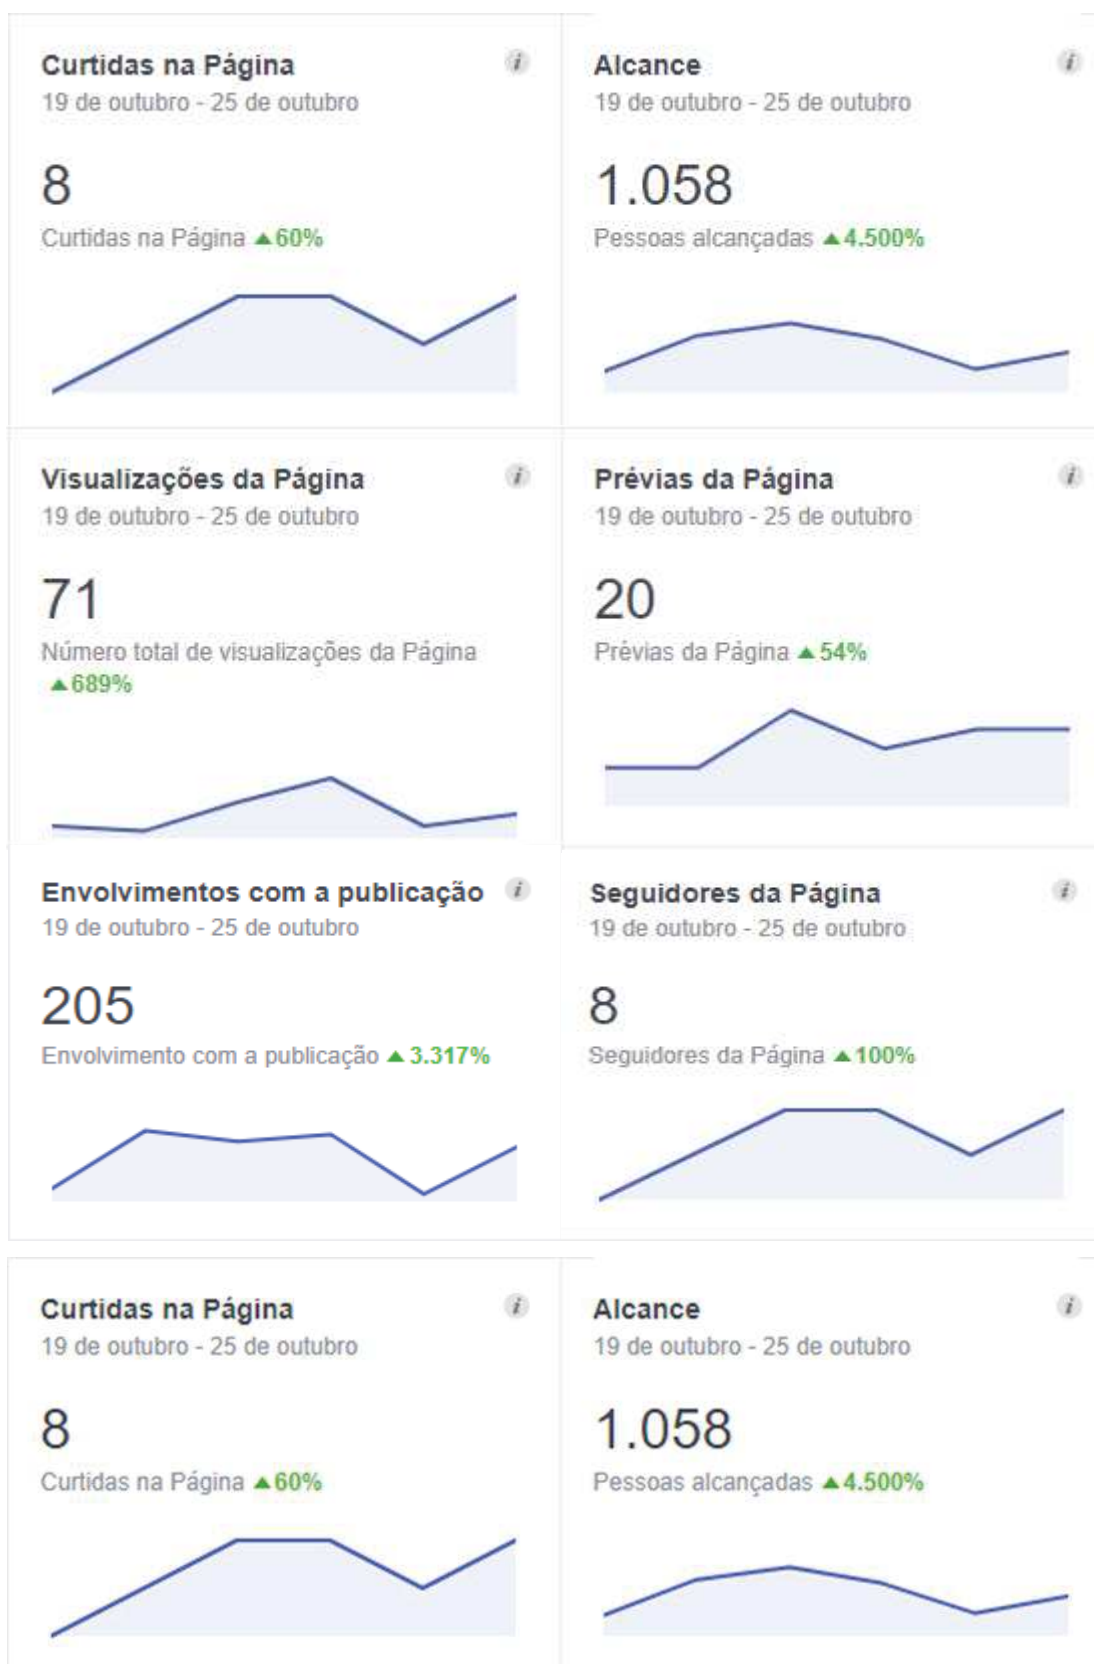 Curtidas na Página
19 de outubro - 25 de outubro
8
Curtidas na Página ▲60%
Alcance
19 de outubro - 25 de outubro
1.058
Pessoas alcançadas ▲4.500%
Visualizações da Página
19 de outubro - 25 de outubro
71
Número total de visualizações da Página
▲689%
Prévias da Página
19 de outubro - 25 de outubro
20
Prévias da Página ▲54%
Envolvimentos com a publicação
19 de outubro - 25 de outubro
205
Envolvimento com a publicação ▲3.317%
Seguidores da Página
19 de outubro - 25 de outubro
8
Seguidores da Página ▲100%
Curtidas na Página
19 de outubro - 25 de outubro
8
Curtidas na Página ▲60%
Alcance
19 de outubro - 25 de outubro
1.058
Pessoas alcançadas ▲4.500%